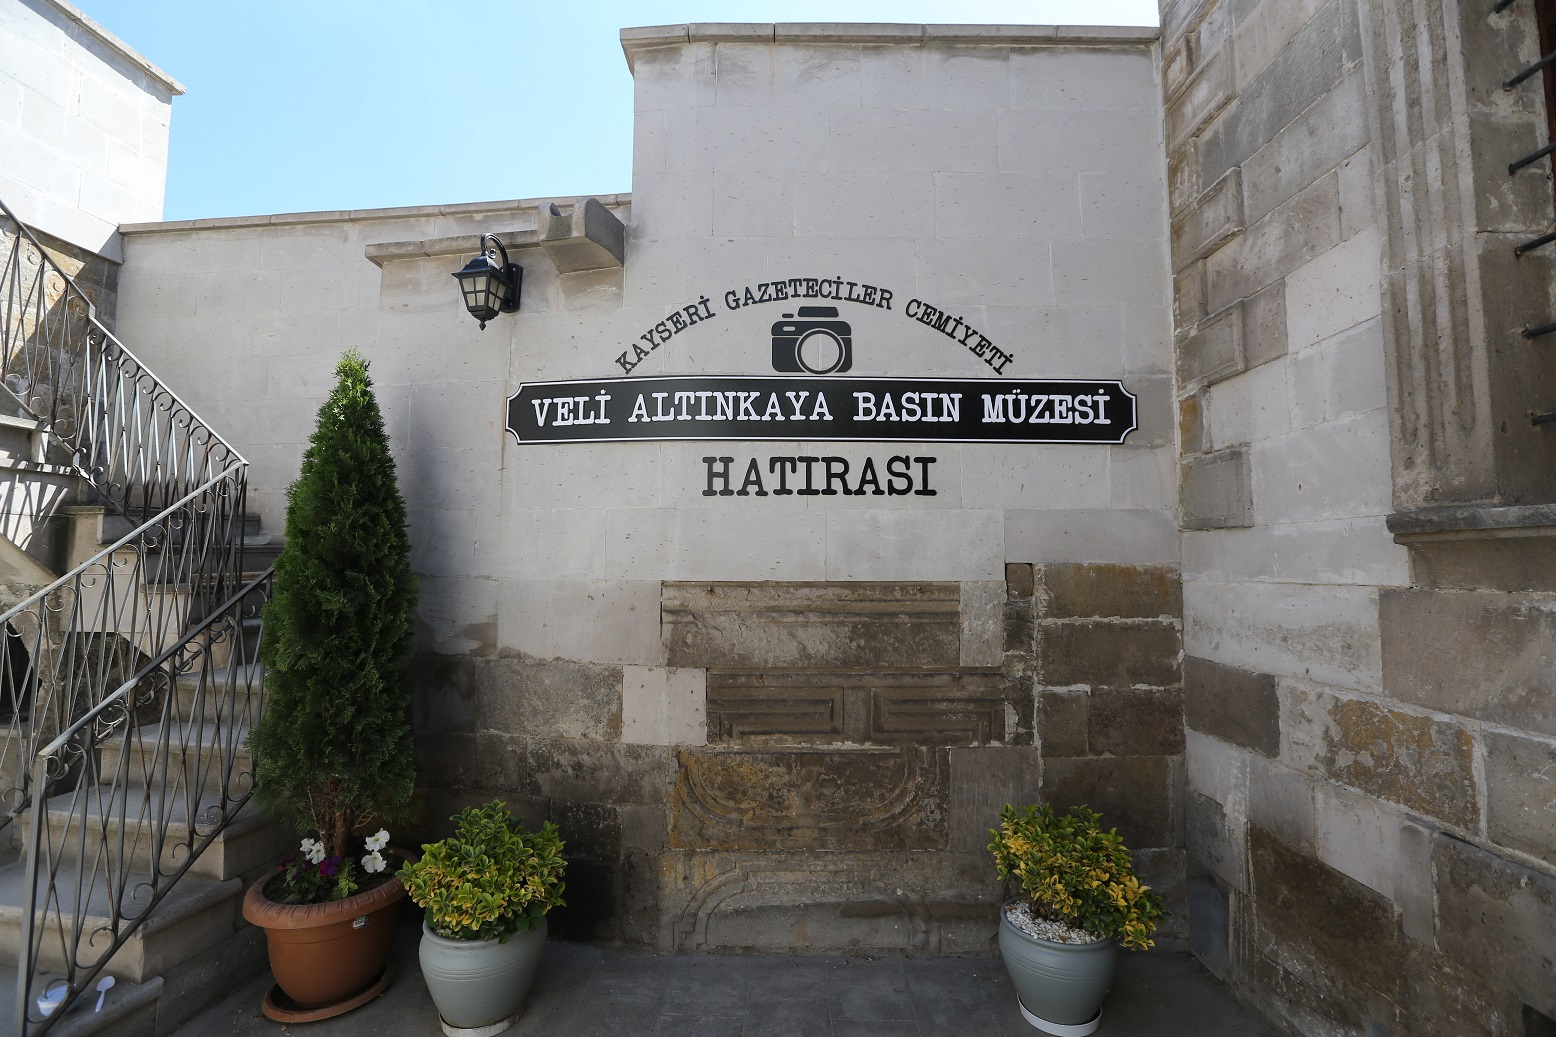 KAYSERİ GAZETECİLER CEMİYETİ
VELİ ALTINKAYA BASIN MÜZESİ
HATIRASI